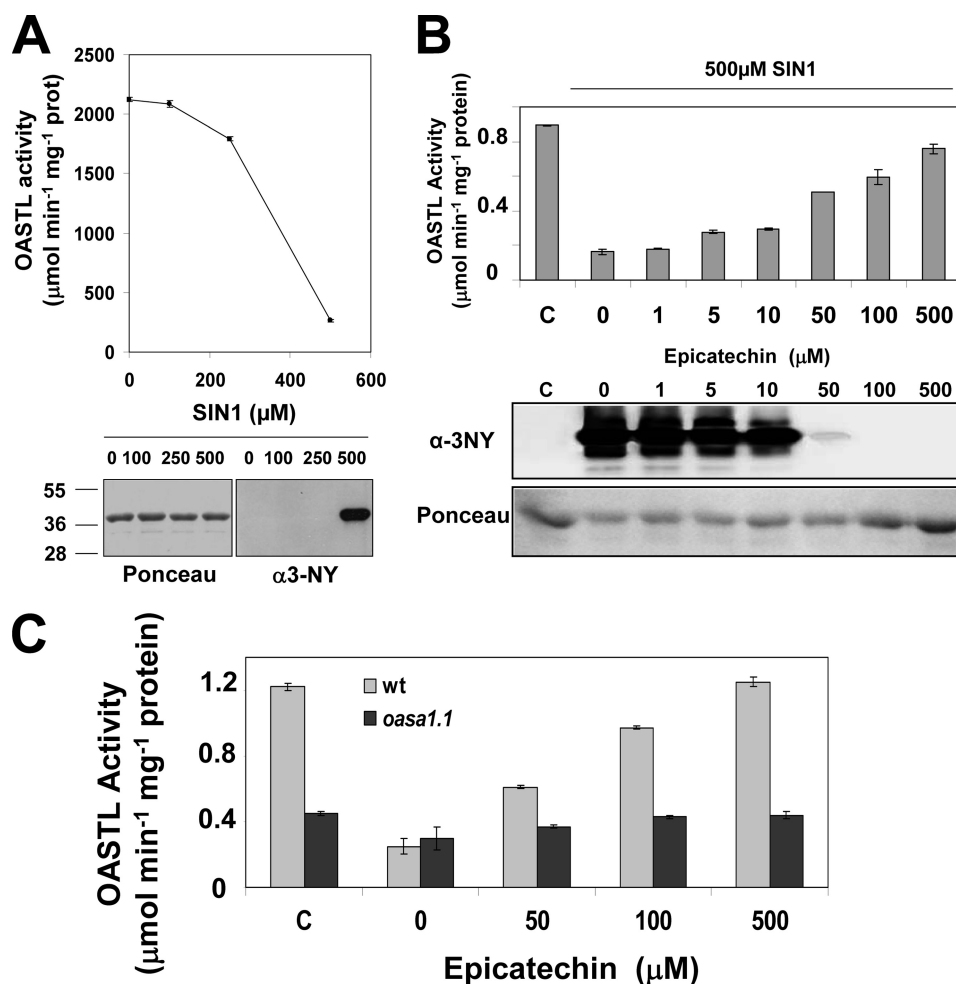 A
2500
2000
1500
1000
500
0
OASTL activity
(µmol min-1 mg-1 prot)
0 200 400 600
SIN1 (µM)
0 100 250 500 0 100 250 500
55
36
28
Ponceau α3-NY
B
500µM SIN1
OASTL Activity
(µmol min-1 mg-1 protein)
0.8
0.4
0
C 0 1 5 10 50 100 500
Epicatechin (µM)
C 0 1 5 10 50 100 500
α-3NY
Ponceau
C
OASTL Activity
(µmol min-1 mg-1 protein)
1.2
0.8
0.4
0
wt
oasa1.1
C 0 50 100 500
Epicatechin (µM)